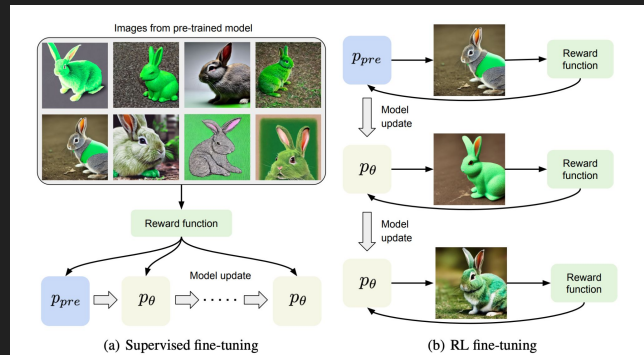 Images from pre-trained model
Reward function
Model update
p_pre
p_θ
.....
p_θ
(a) Supervised fine-tuning
p_pre
Reward
function
Model
update
p_θ
Reward
function
Model
update
p_θ
Reward
function
(b) RL fine-tuning